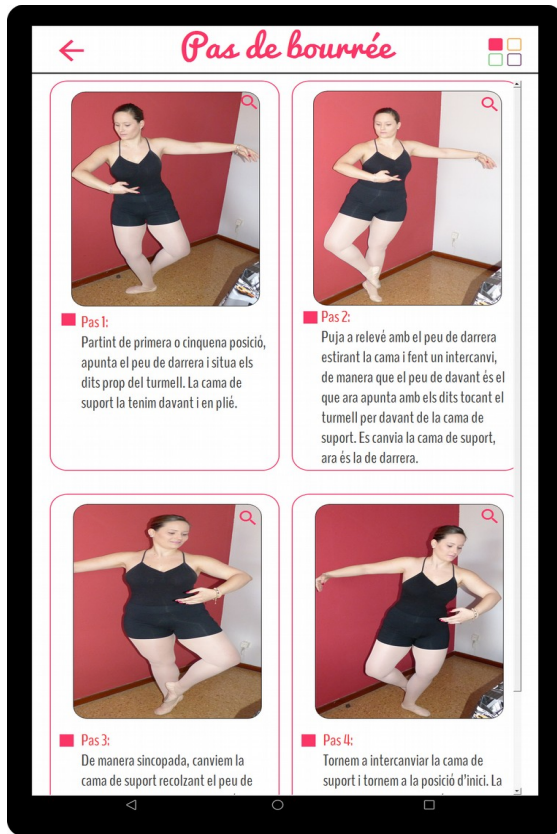 Pas de bourrée
Pas 1:
Partint de primera o cinquena posició,
apunta el peu de darrera i situa els
dits prop del turmell. La cama de
suport la tenim davant i en plié.
Pas 2:
Puja a relevé amb el peu de darrera
estirant la cama i fent un intercanvi,
de manera que el peu de davant és el
que ara apunta amb els dits tocant el
turmell per davant de la cama de
suport. Es canvia la cama de suport,
ara és la de darrera.
Pas 3:
De manera sincopada, canviem la
cama de suport recolzant el peu de
Pas 4:
Tornem a intercanviar la cama de
suport i tornem a la posició d'inici. La